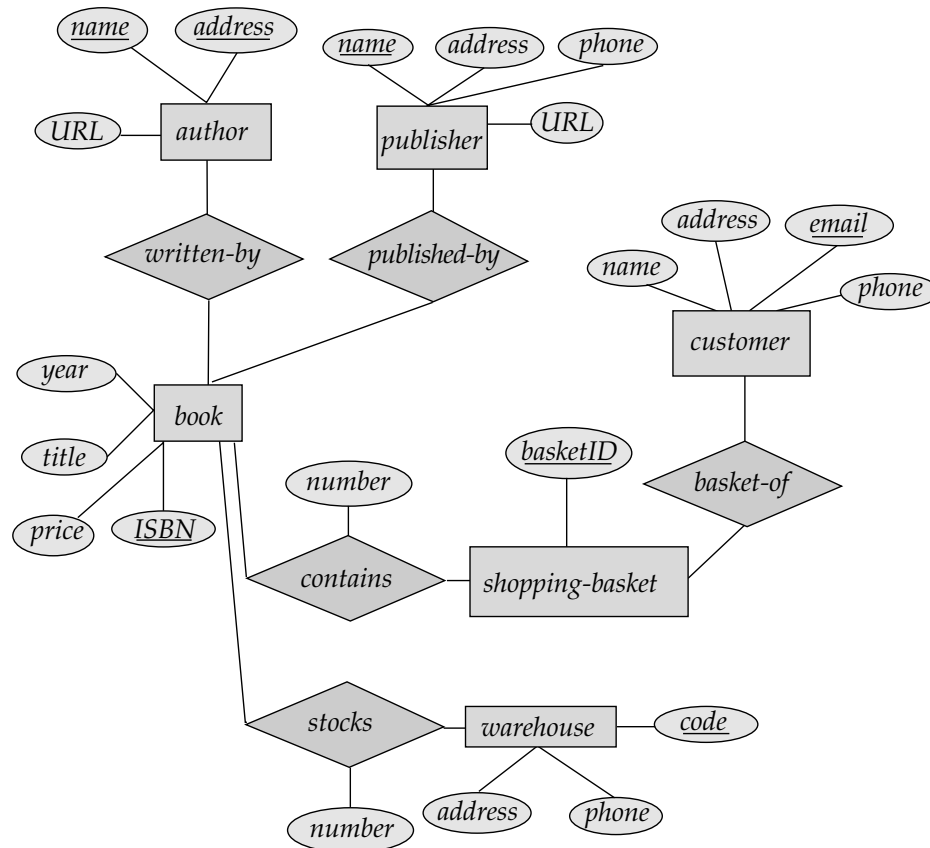 name
address
name
address
phone
URL
author
publisher
URL
written-by
published-by
address
email
name
phone
customer
year
book
title
price
ISBN
number
basketID
basket-of
contains
shopping-basket
stocks
warehouse
code
number
address
phone